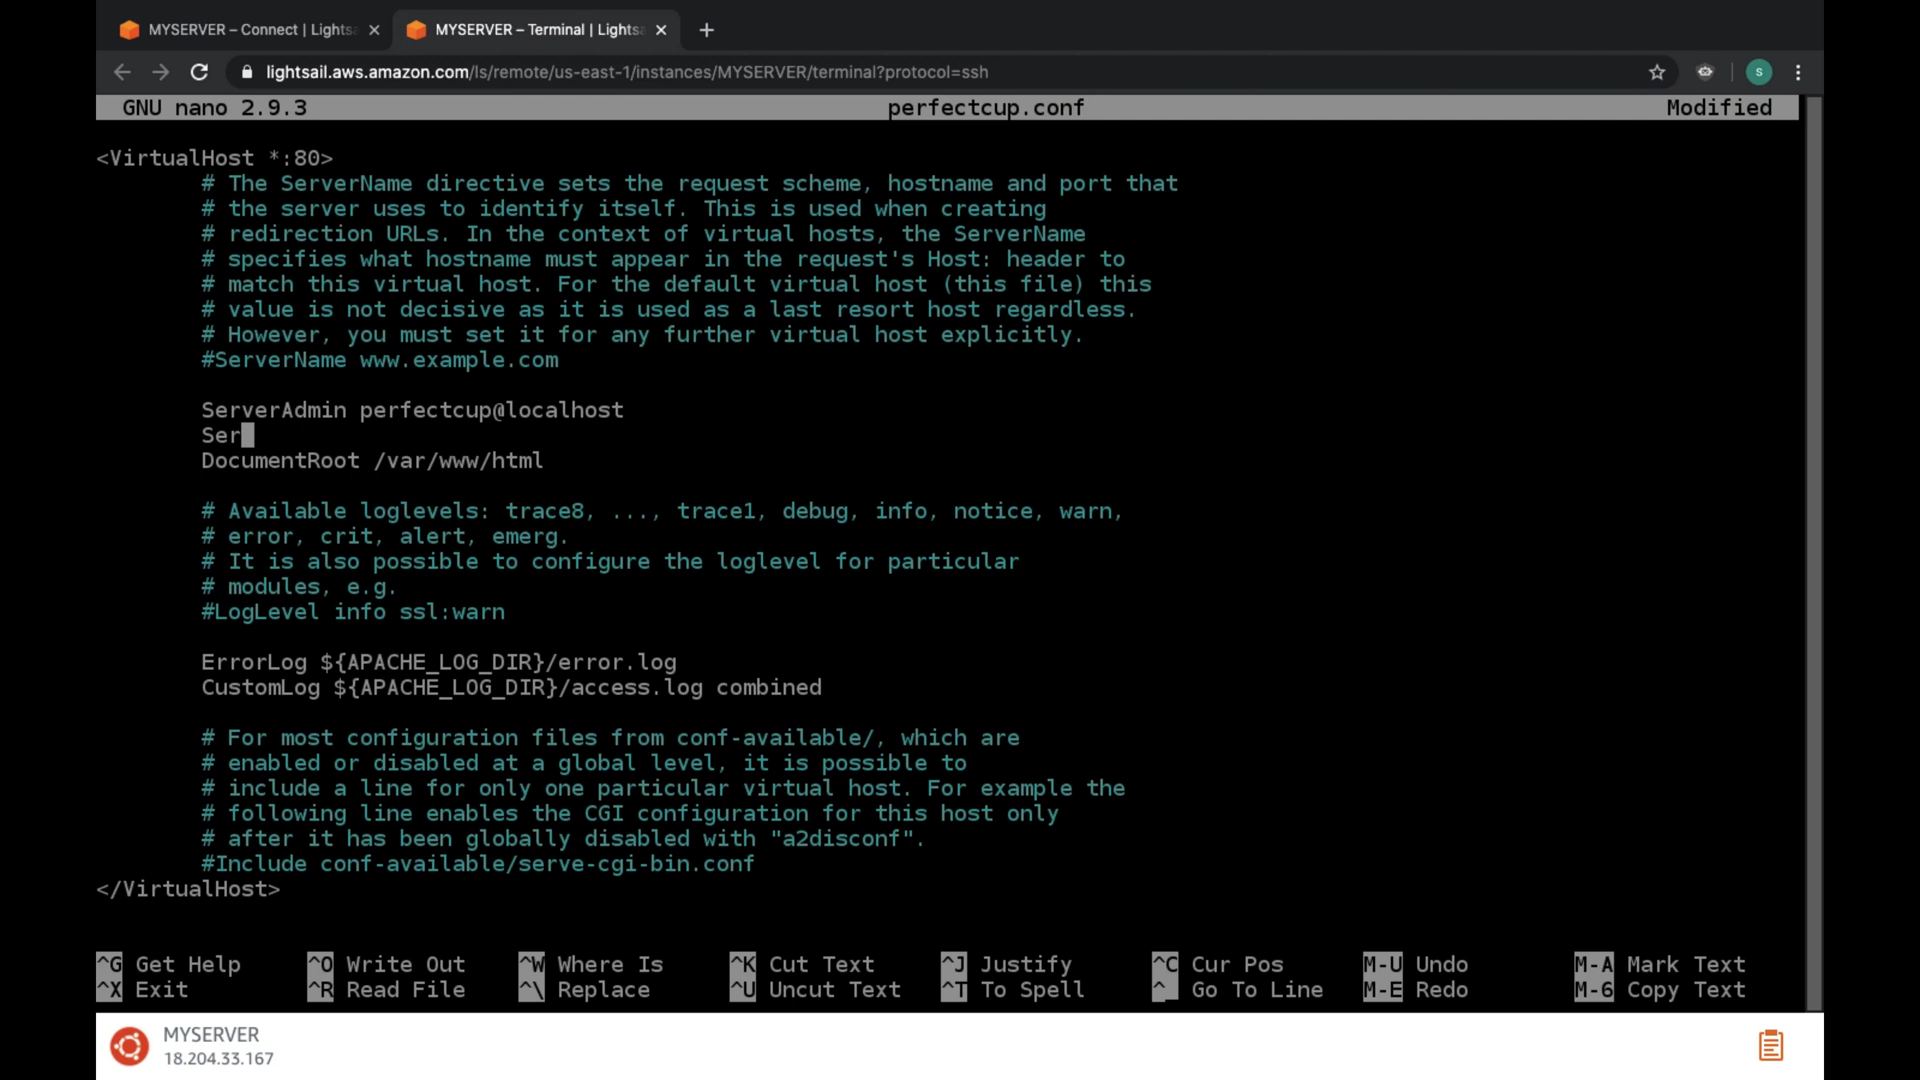 MYSERVER – Connect | Lights
MYSERVER – Terminal | Lights
lightsail.aws.amazon.com/ls/remote/us-east-1/instances/MYSERVER/terminal?protocol=ssh
S
GNU nano 2.9.3 perfectcup.conf Modified
<VirtualHost *:80>
# The ServerName directive sets the request scheme, hostname and port that
# the server uses to identify itself. This is used when creating
# redirection URLs. In the context of virtual hosts, the ServerName
# specifies what hostname must appear in the request's Host: header to
# match this virtual host. For the default virtual host (this file) this
# value is not decisive as it is used as a last resort host regardless.
# However, you must set it for any further virtual host explicitly.
#ServerName www.example.com
ServerAdmin perfectcup@localhost
Ser
DocumentRoot /var/www/html
# Available loglevels: trace8, ..., trace1, debug, info, notice, warn,
# error, crit, alert, emerg.
# It is also possible to configure the loglevel for particular
# modules, e.g.
#LogLevel info ssl:warn
ErrorLog ${APACHE_LOG_DIR}/error.log
CustomLog ${APACHE_LOG_DIR}/access.log combined
# For most configuration files from conf-available/, which are
# enabled or disabled at a global level, it is possible to
# include a line for only one particular virtual host. For example the
# following line enables the CGI configuration for this host only
# after it has been globally disabled with "a2disconf".
#Include conf-available/serve-cgi-bin.conf
</VirtualHost>
^G Get Help ^O Write Out ^W Where Is ^K Cut Text ^J Justify ^C Cur Pos M-U Undo M-A Mark Text
^X Exit ^R Read File ^\ Replace ^U Uncut Text ^T To Spell ^_ Go To Line M-E Redo M-6 Copy Text
MYSERVER
18.204.33.167